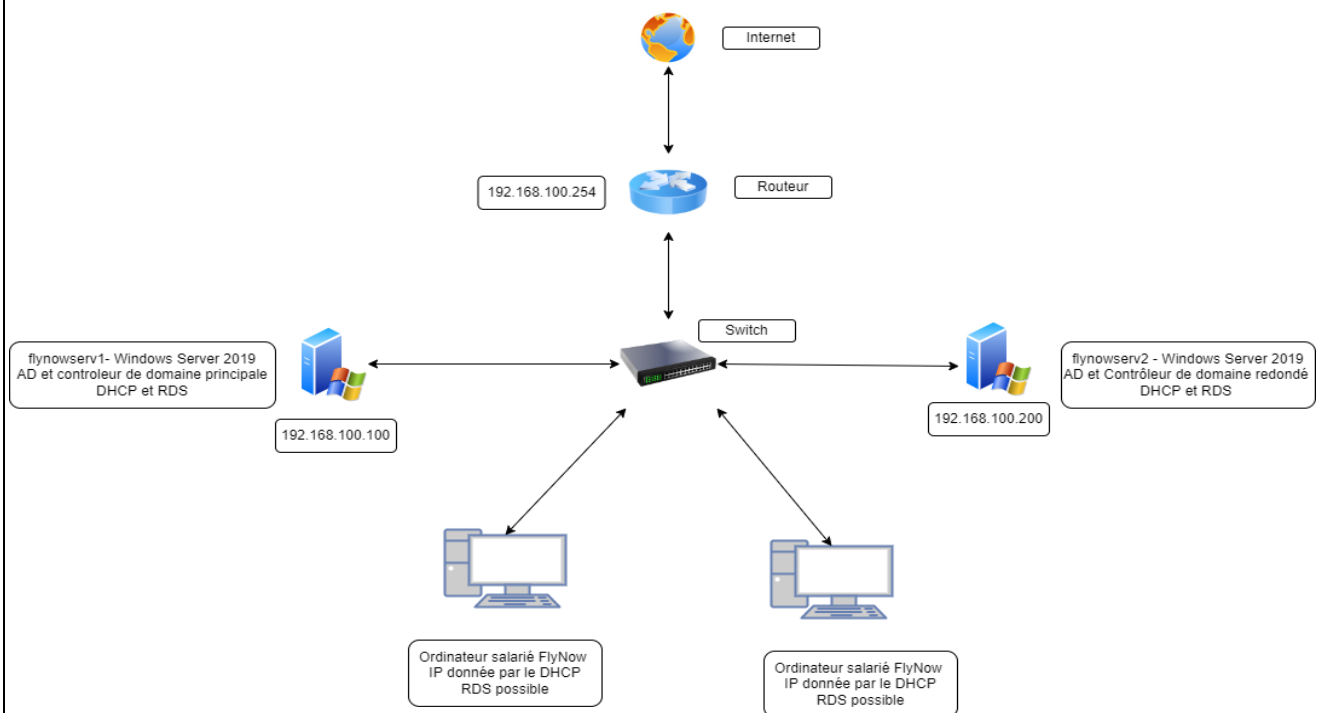 Internet
192.168.100.254
Routeur
Switch
flynowserv1- Windows Server 2019
AD et controleur de domaine principale
DHCP et RDS
192.168.100.100
flynowserv2 - Windows Server 2019
AD et Contrôleur de domaine redondé
DHCP et RDS
192.168.100.200
Ordinateur salarié FlyNow
IP donnée par le DHCP
RDS possible
Ordinateur salarié FlyNow
IP donnée par le DHCP
RDS possible